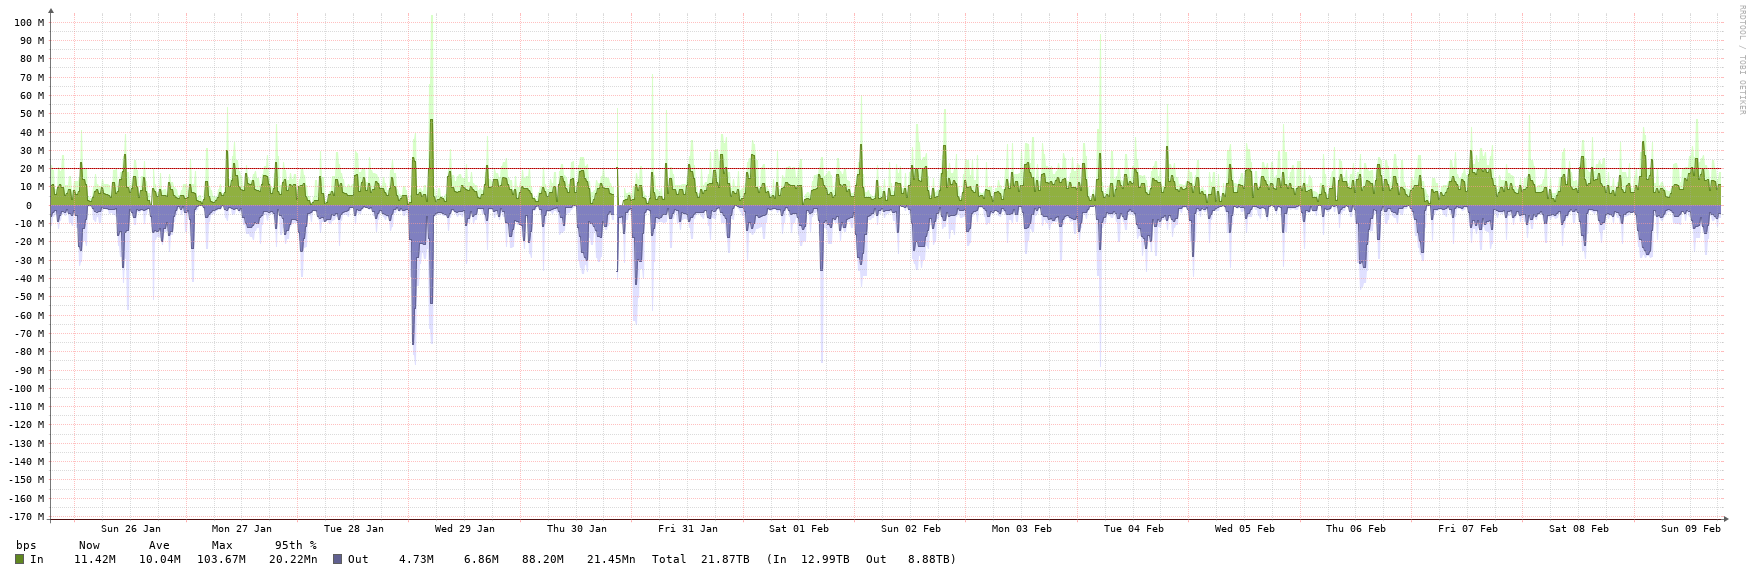 100 M
90 M
80 M
70 M
60 M
50 M
40 M
30 M
20 M
10 M
0
-10 M
-20 M
-30 M
-40 M
-50 M
-60 M
-70 M
-80 M
-90 M
-100 M
-110 M
-120 M
-130 M
-140 M
-150 M
-160 M
-170 M
RRDTOOL / TOBI OETIKER
Sun 26 Jan Mon 27 Jan Tue 28 Jan Wed 29 Jan Thu 30 Jan Fri 31 Jan Sat 01 Feb Sun 02 Feb Mon 03 Feb Tue 04 Feb Wed 05 Feb Thu 06 Feb Fri 07 Feb Sat 08 Feb Sun 09 Feb
bps Now Ave Max 95th %
In 11.42M 10.04M 103.67M 20.22Mn Out 4.73M 6.86M 88.20M 21.45Mn Total 21.87TB (In 12.99TB Out 8.88TB)